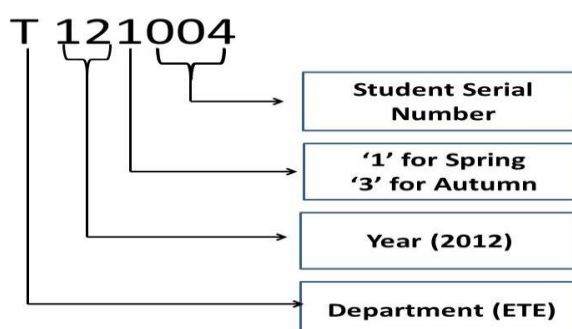 T 121004
Student Serial
Number
‘1’ for Spring
‘3’ for Autumn
Year (2012)
Department (ETE)